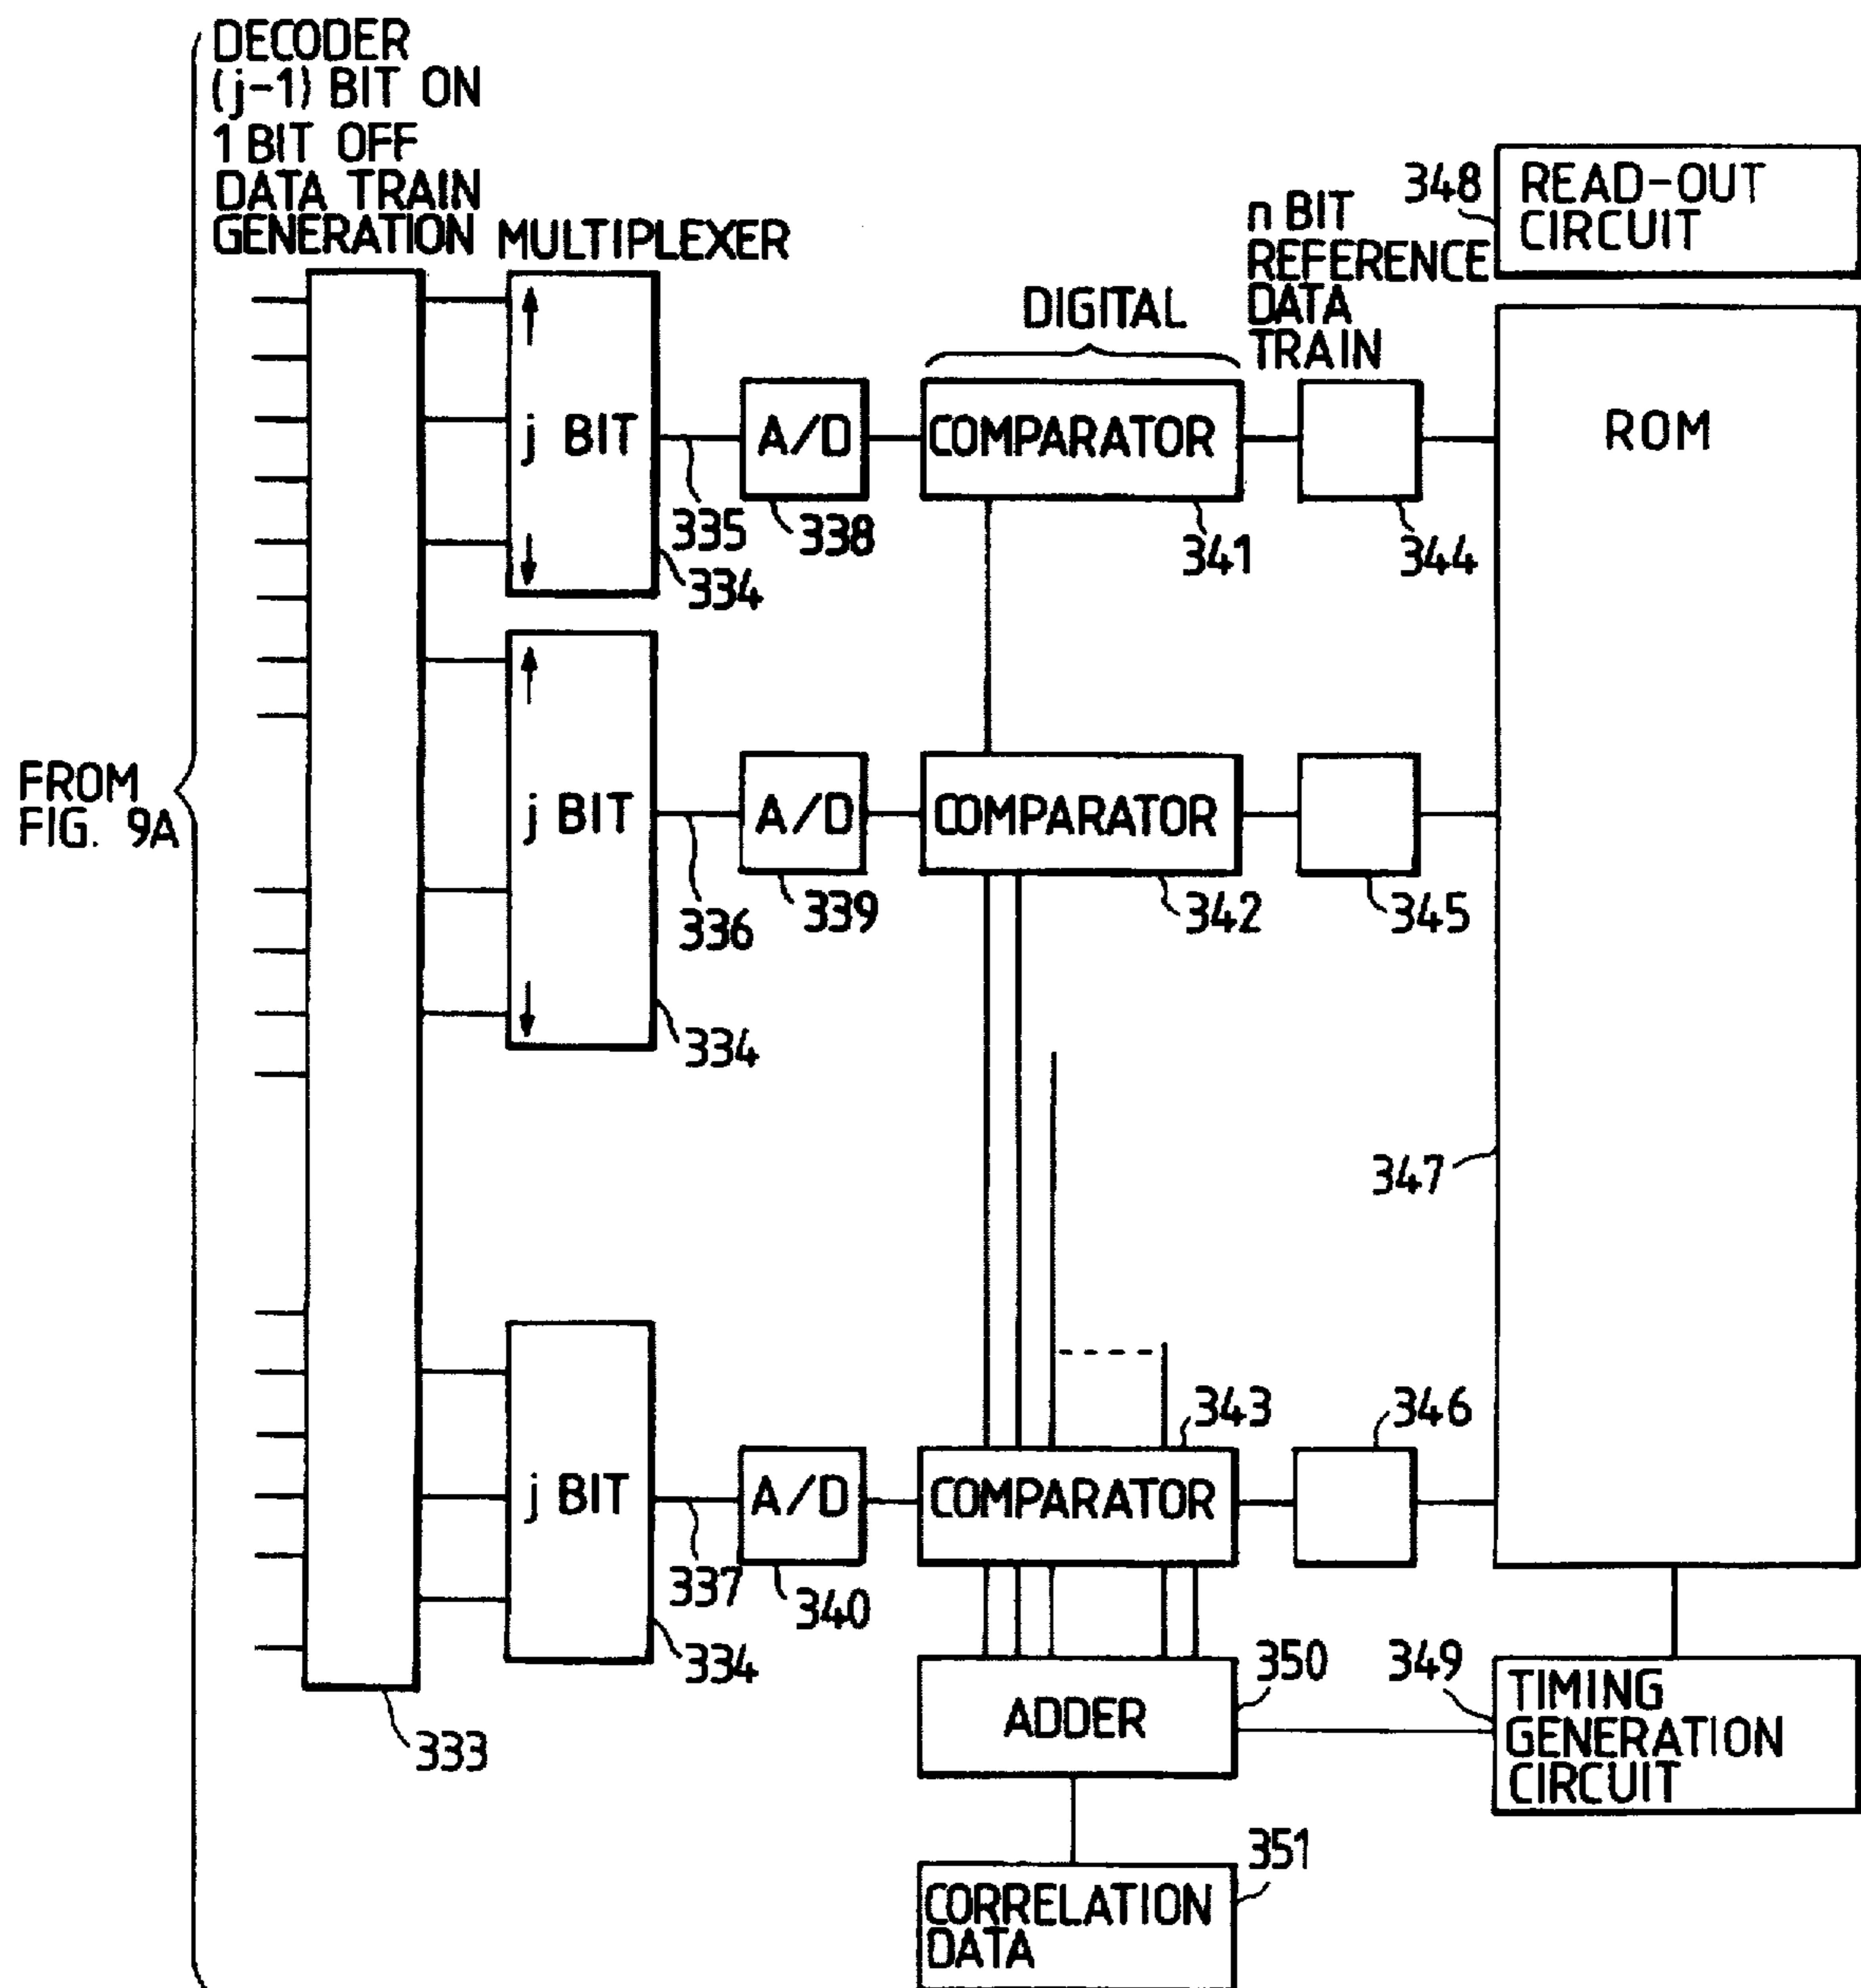 DECODER
(j-1) BIT ON
1 BIT OFF
DATA TRAIN
GENERATION
MULTIPLEXER
DIGITAL
n BIT
REFERENCE
DATA
TRAIN
348
READ-OUT
CIRCUIT
j BIT
335
334
A/D
338
COMPARATOR
341
344
ROM
FROM
FIG. 9A
j BIT
336
334
A/D
339
COMPARATOR
342
345
347
j BIT
337
334
A/D
340
343
COMPARATOR
346
333
350
ADDER
349
TIMING
GENERATION
CIRCUIT
351
CORRELATION
DATA